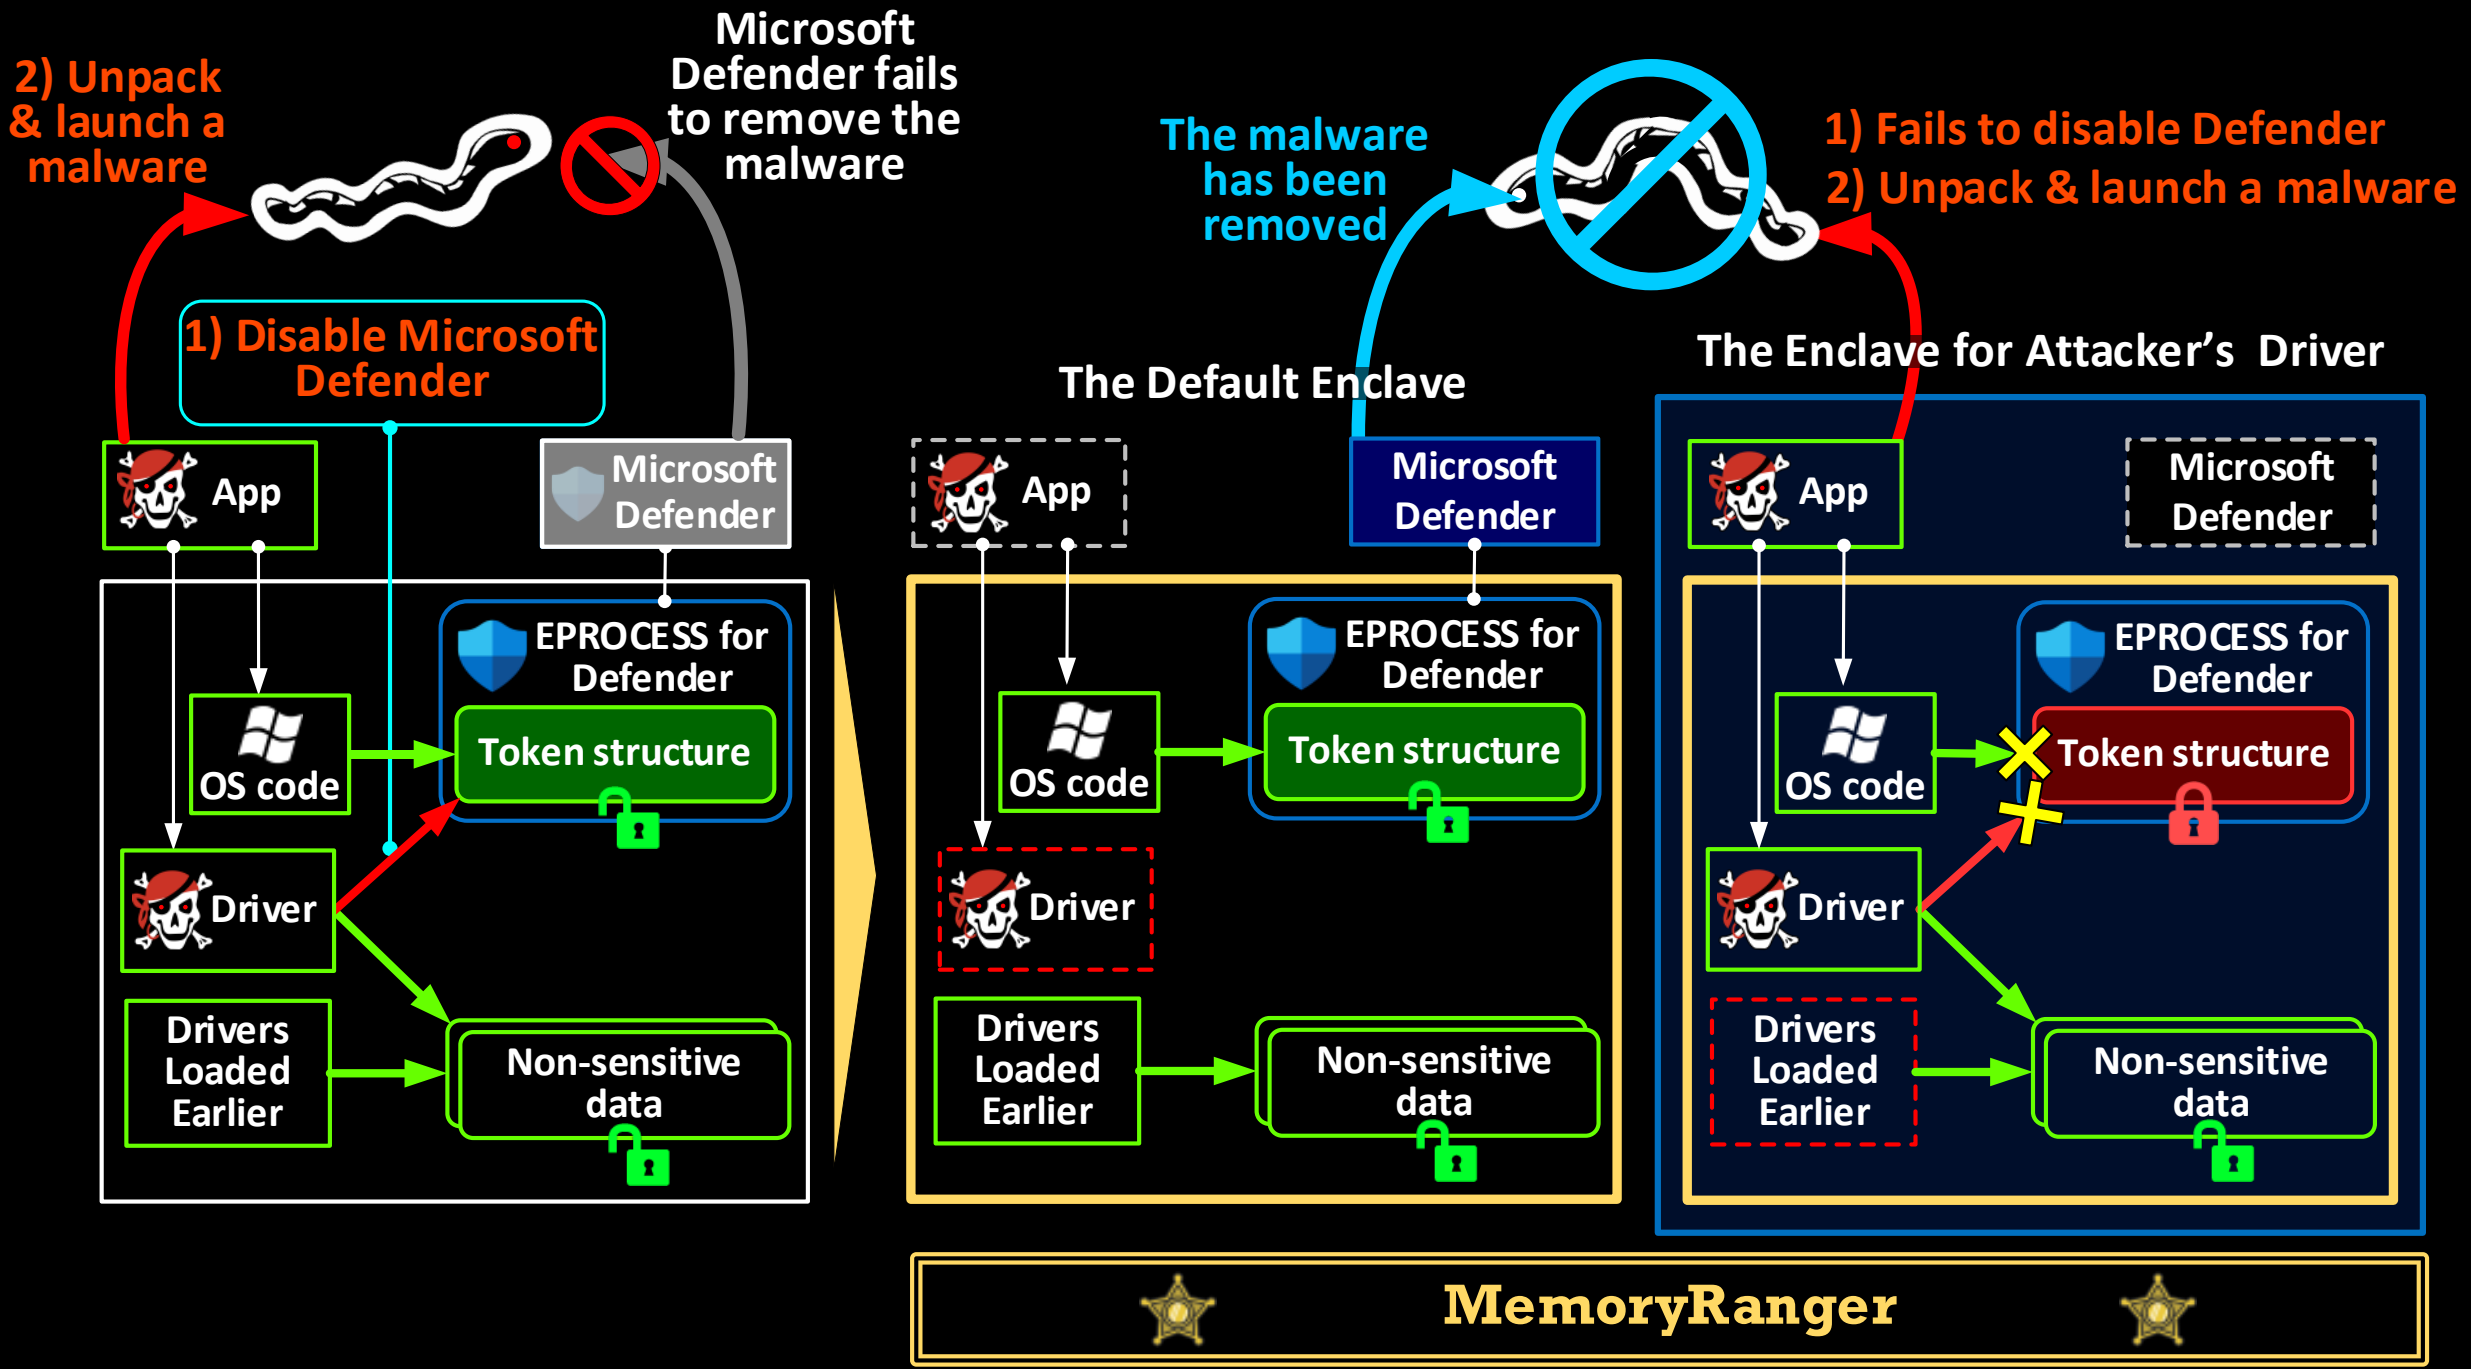 2) Unpack
& launch a
malware
Microsoft
Defender fails
to remove the
malware
1) Disable Microsoft
Defender
App
Microsoft
Defender
EPROCESS for
Defender
Token structure
OS code
Driver
Drivers
Loaded
Earlier
Non-sensitive
data
The malware
has been
removed
The Default Enclave
App
Microsoft
Defender
EPROCESS for
Defender
Token structure
OS code
Driver
Drivers
Loaded
Earlier
Non-sensitive
data
1) Fails to disable Defender
2) Unpack & launch a malware
The Enclave for Attacker’s Driver
App
Microsoft
Defender
EPROCESS for
Defender
Token structure
OS code
Driver
Drivers
Loaded
Earlier
Non-sensitive
data
MemoryRanger